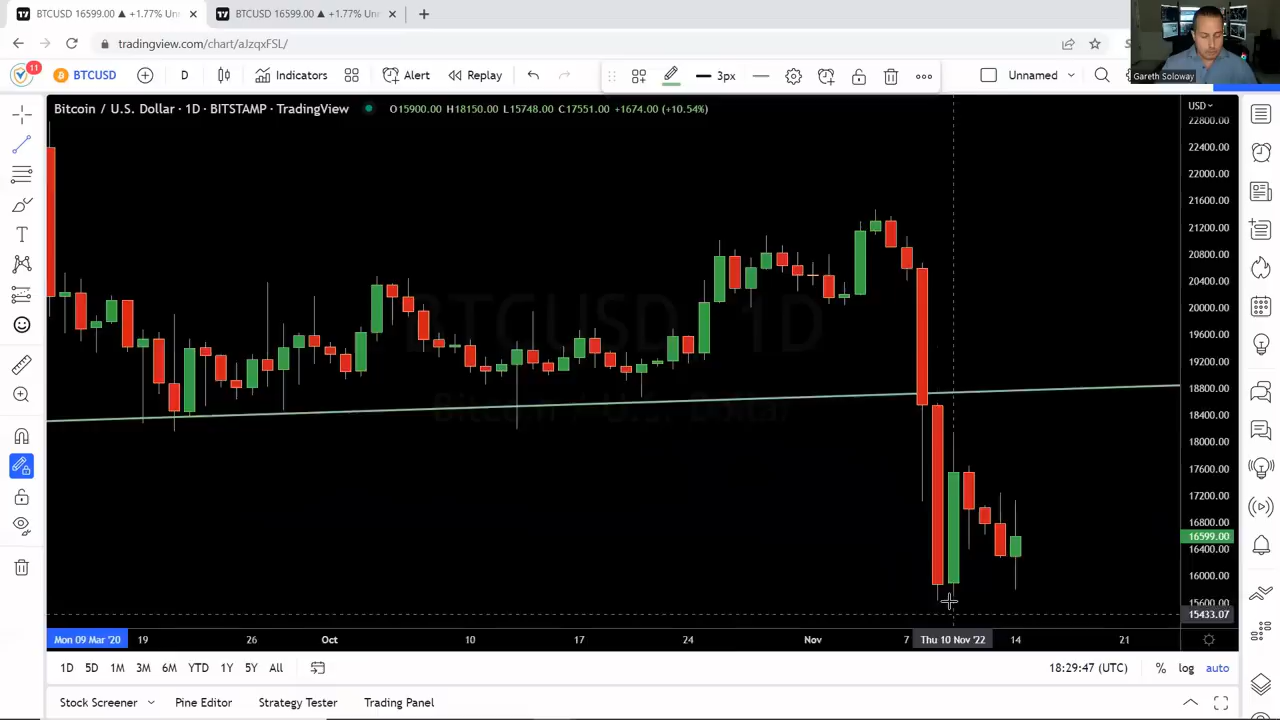 BTCUSD 16599.00 ▲ +1.77% Un
BTCUSD 16599.00 ▲ +1.77% Un
tradingview.com/chart/aJzqxFSL/
Gareth Soloway
11
BTCUSD
D
Indicators
Alert
Replay
3px
Unnamed
Bitcoin / U.S. Dollar · 1D · BITSTAMP · TradingView
O15900.00 H18150.00 L15748.00 C17551.00 +1674.00 (+10.54%)
USD
22800.00
22400.00
22000.00
21600.00
21200.00
20800.00
20400.00
20000.00
19600.00
19200.00
18800.00
18400.00
18000.00
17600.00
17200.00
16800.00
16599.00
16400.00
16000.00
15600.00
15433.07
BTCUSD, 1D
Bitcoin / U.S. Dollar
Mon 09 Mar '20
19
26
Oct
10
17
24
Nov
7
Thu 10 Nov '22
14
21
1D
5D
1M
3M
6M
YTD
1Y
5Y
All
18:29:47 (UTC)
%
log
auto
Stock Screener
Pine Editor
Strategy Tester
Trading Panel